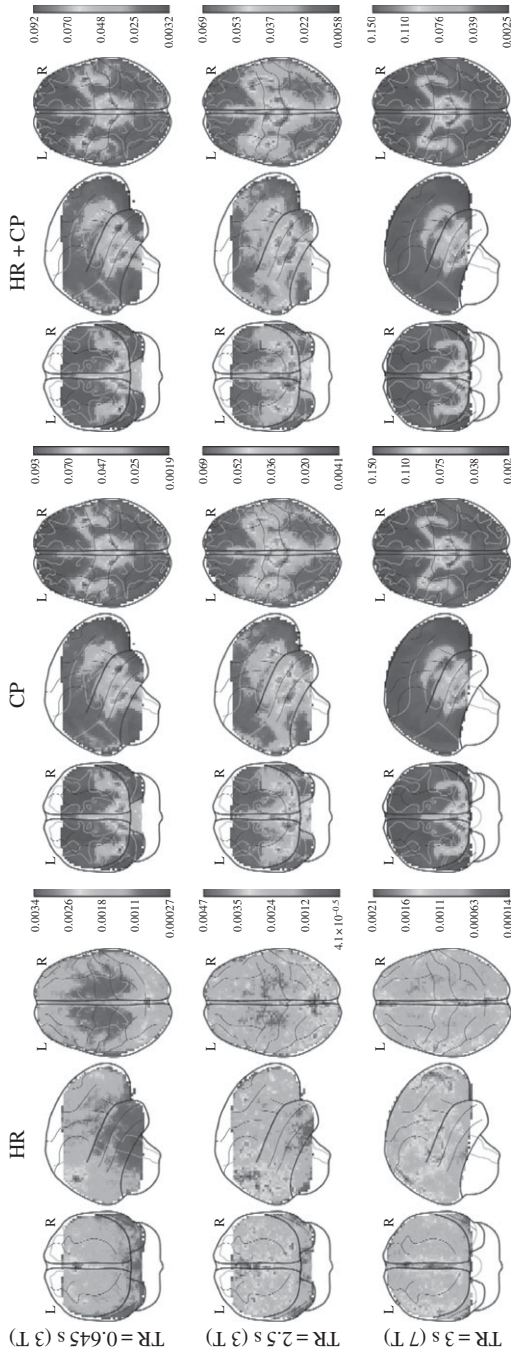 HR
CP
HR + CP
TR = 0.645 s (3 T)
L R
L R
0.0034
0.0026
0.0018
0.0011
0.00027
L R
L R
0.093
0.070
0.047
0.025
0.0019
L R
L R
0.092
0.070
0.048
0.025
0.0032
TR = 2.5 s (3 T)
L R
L R
0.0047
0.0035
0.0024
0.0012
4.1 × 10⁻⁰·⁵
L R
L R
0.069
0.052
0.036
0.020
0.0041
L R
L R
0.069
0.053
0.037
0.022
0.0058
TR = 3 s (7 T)
L R
L R
0.0021
0.0016
0.0011
0.00063
0.00014
L R
L R
0.150
0.110
0.075
0.038
0.002
L R
L R
0.150
0.110
0.076
0.039
0.0025